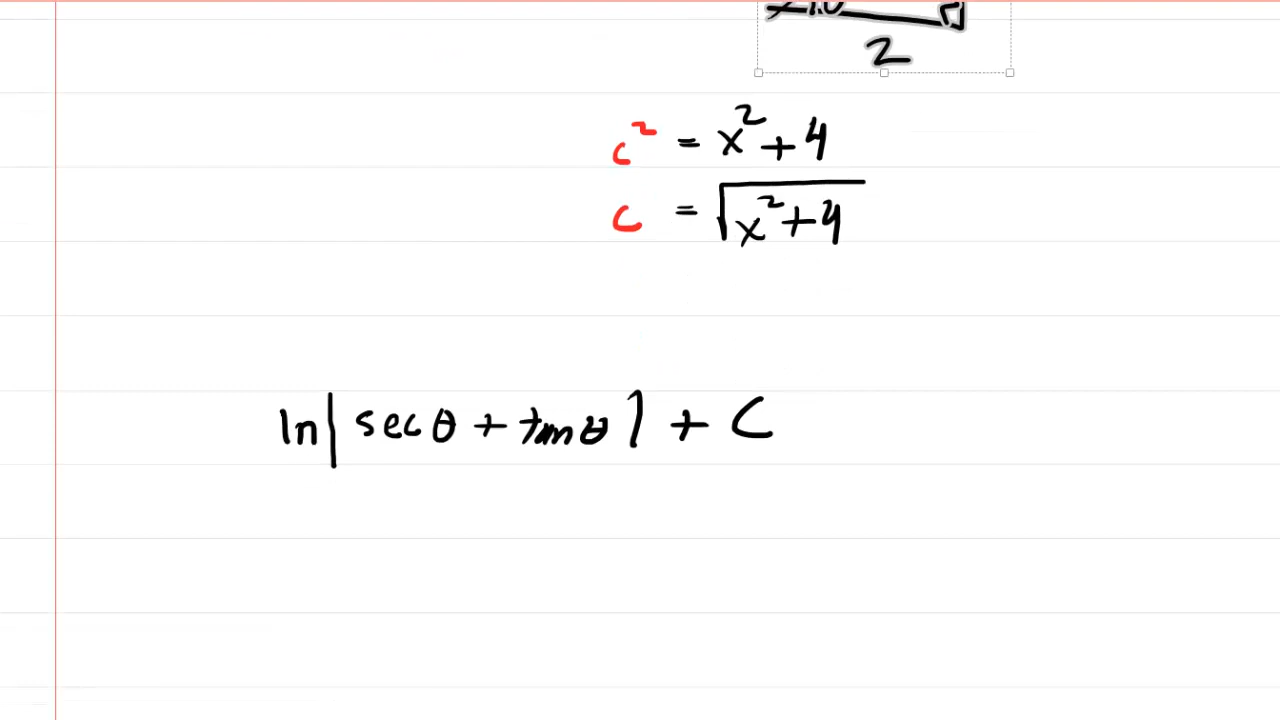 2
c² = x² + 4
c = √(x² + 4)
ln| secθ + tanθ | + C